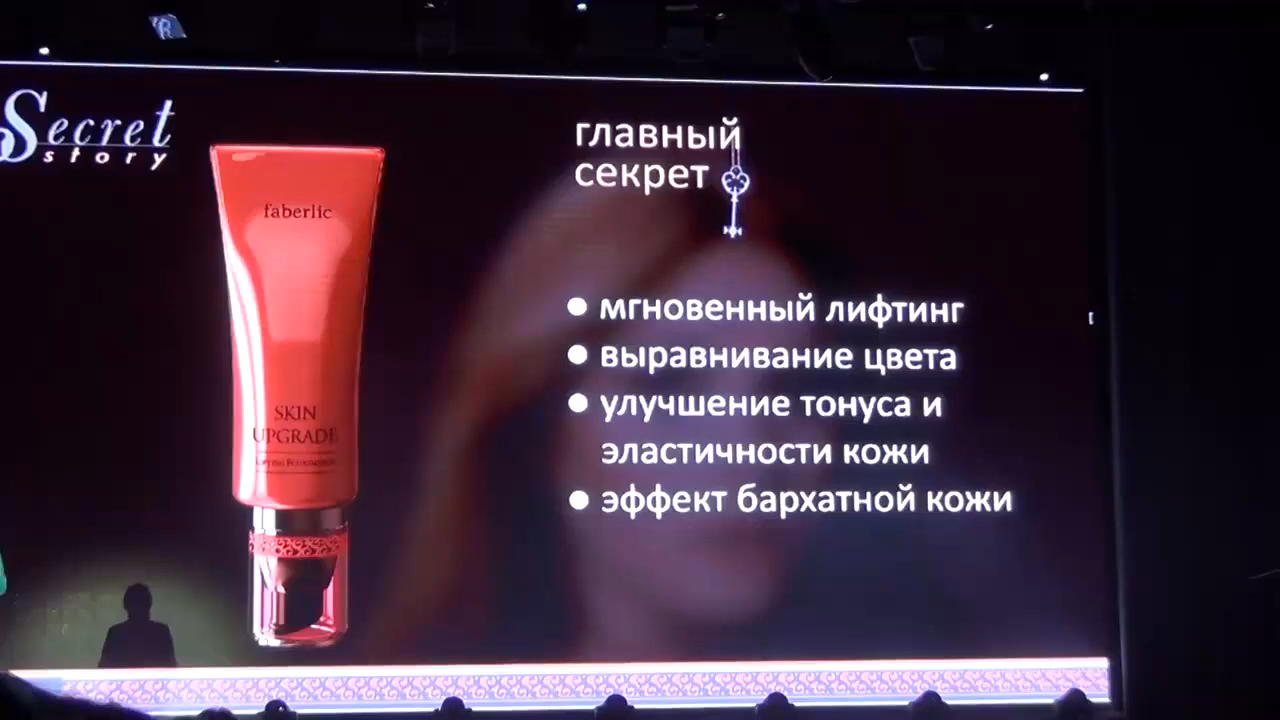 Secret
story
faberlic
SKIN
UPGRADE
главный
секрет
● мгновенный лифтинг
● выравнивание цвета
● улучшение тонуса и
эластичности кожи
● эффект бархатной кожи